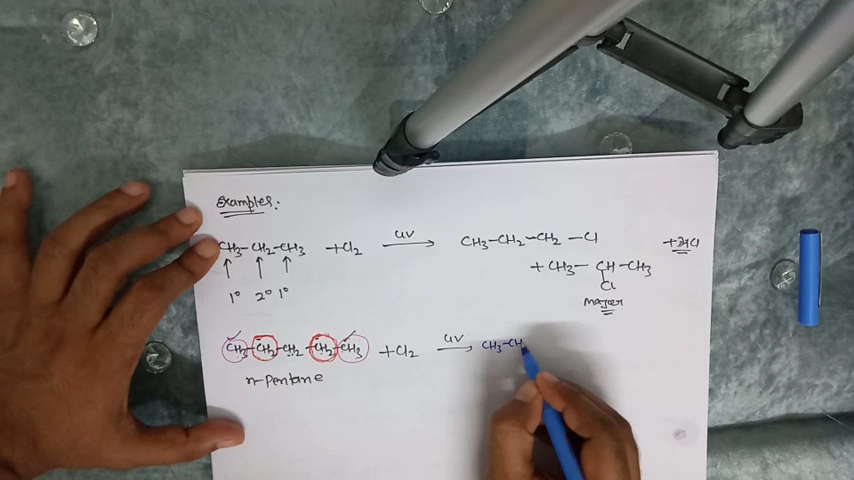 Examples:
CH3-CH2-CH3 +Cl2 UV CH3-CH2-CH2-Cl +HCl
+CH3-CH-CH3
Cl
1° 2° 1°
major
CH3-CH2-CH2-CH2-CH3 +Cl2 UV CH3-CH
n-Pentane